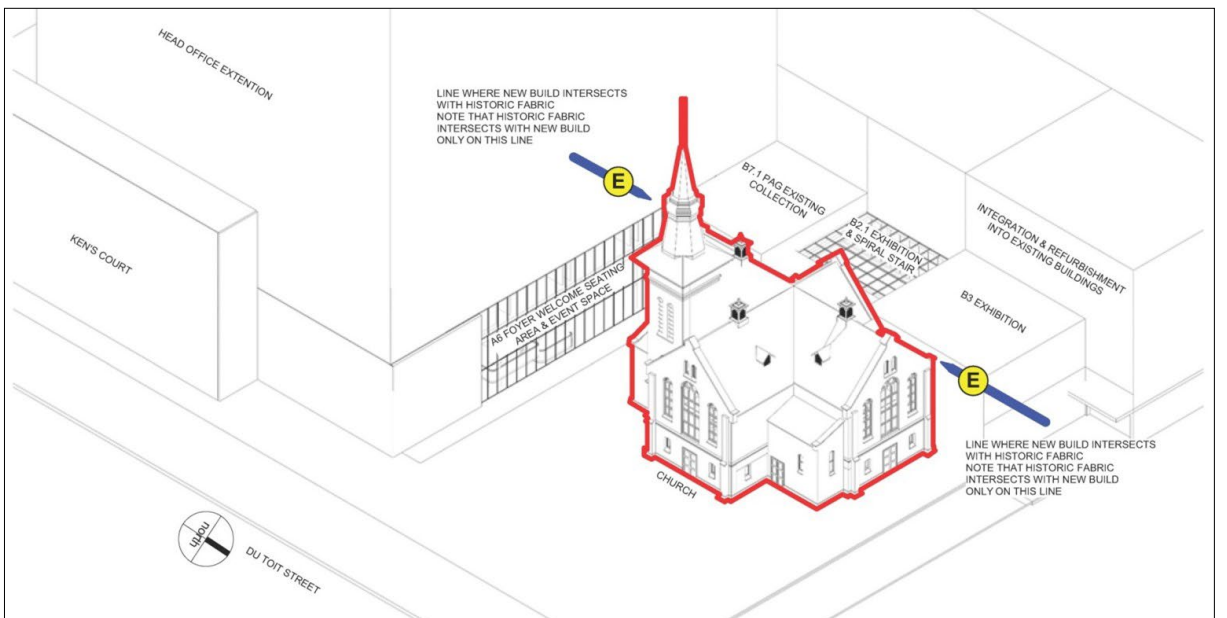 HEAD OFFICE EXTENTION
LINE WHERE NEW BUILD INTERSECTS
WITH HISTORIC FABRIC
NOTE THAT HISTORIC FABRIC
INTERSECTS WITH NEW BUILD
ONLY ON THIS LINE
E
B7.1 PAG EXISTING
COLLECTION
B2.1 EXHIBITION
& SPIRAL STAIR
INTEGRATION & REFURBISHMENT
INTO EXISTING BUILDINGS
KEN'S COURT
A6 FOYER WELCOME SEATING
AREA & EVENT SPACE
B3 EXHIBITION
E
LINE WHERE NEW BUILD INTERSECTS
WITH HISTORIC FABRIC
NOTE THAT HISTORIC FABRIC
INTERSECTS WITH NEW BUILD
ONLY ON THIS LINE
CHURCH
north
DU TOIT STREET